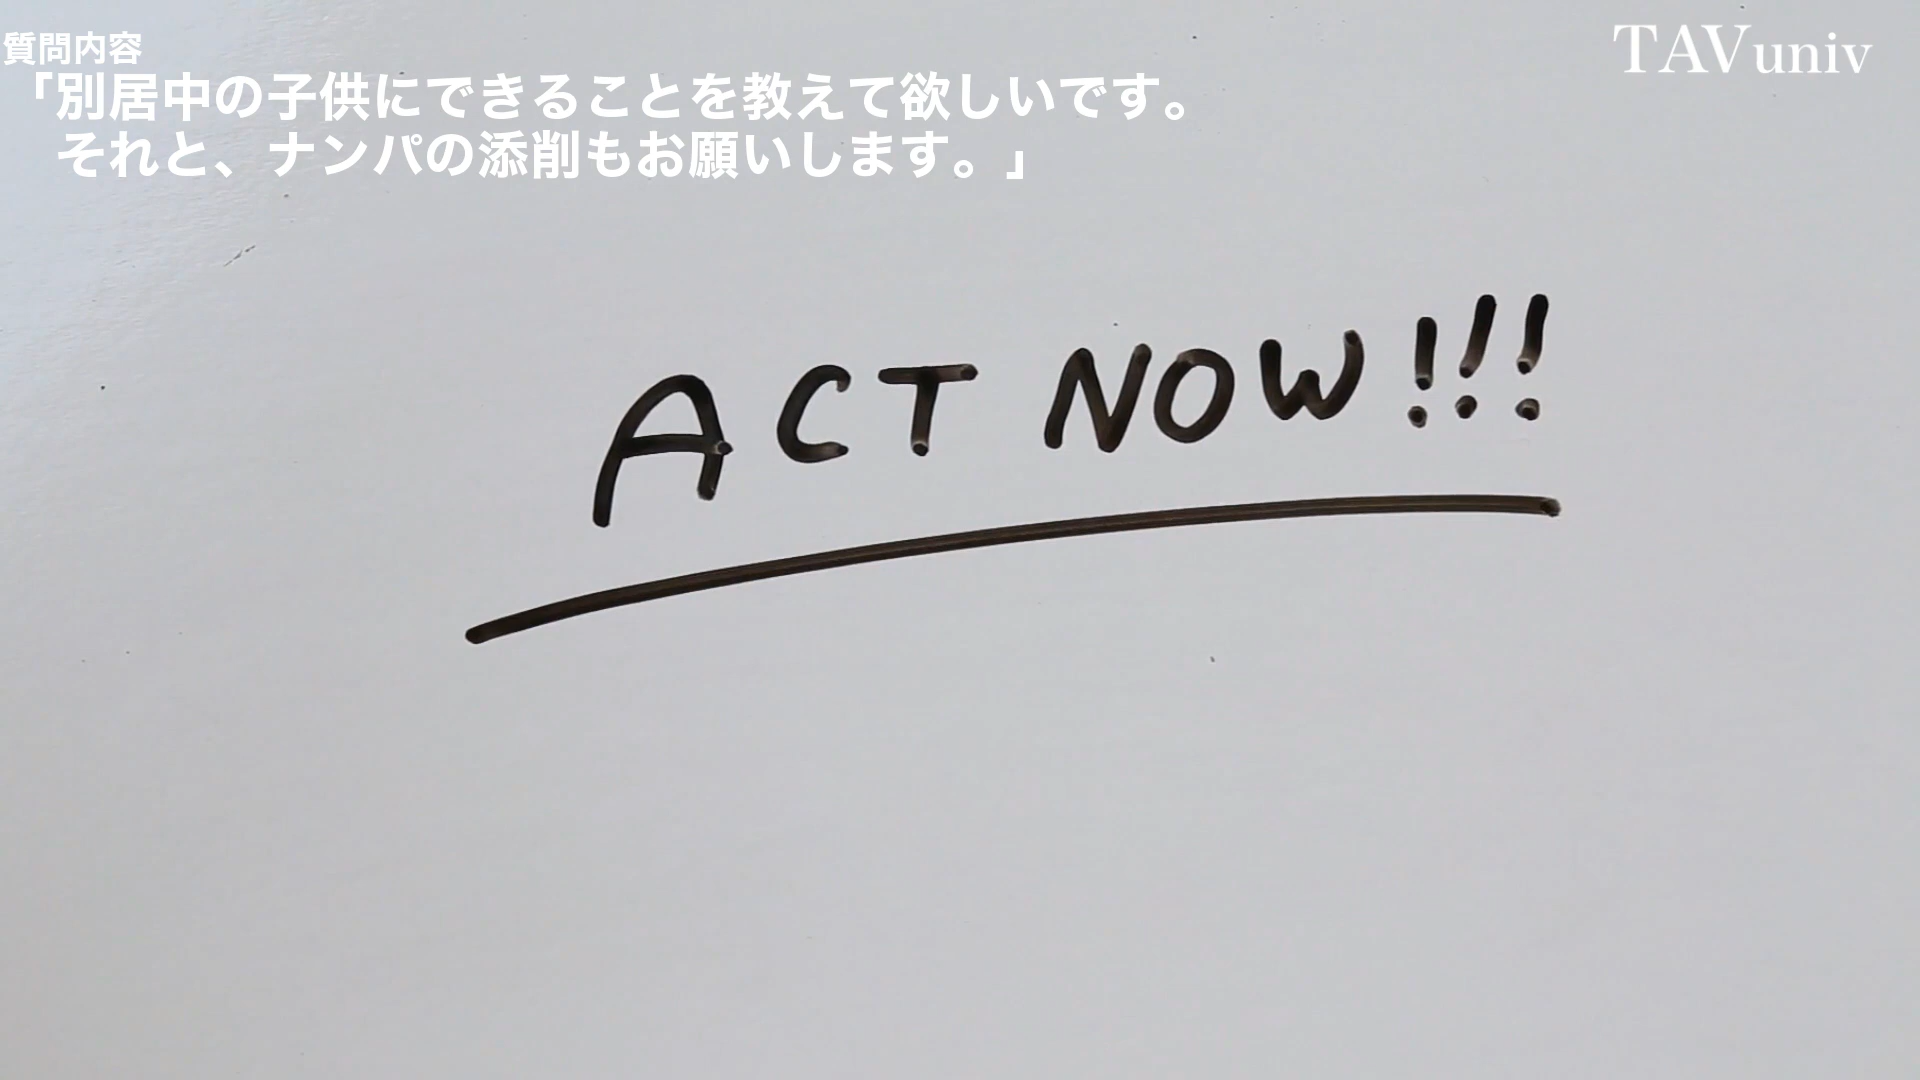 質問内容
「別居中の子供にできることを教えて欲しいです。
それと、ナンパの添削もお願いします。」
TAVuniv
ACT NOW!!!